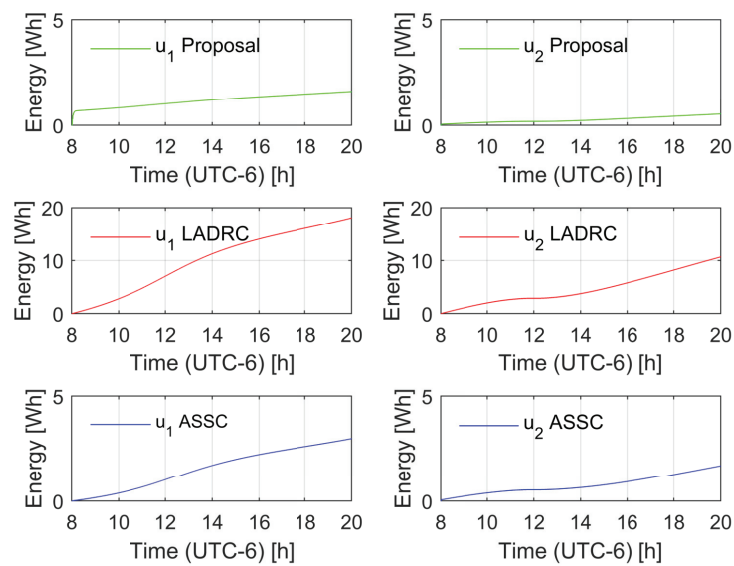 5
0
Energy [Wh]
u1 Proposal
8 10 12 14 16 18 20
Time (UTC-6) [h]
5
0
Energy [Wh]
u2 Proposal
8 10 12 14 16 18 20
Time (UTC-6) [h]
20
10
0
Energy [Wh]
u1 LADRC
8 10 12 14 16 18 20
Time (UTC-6) [h]
20
10
0
Energy [Wh]
u2 LADRC
8 10 12 14 16 18 20
Time (UTC-6) [h]
5
0
Energy [Wh]
u1 ASSC
8 10 12 14 16 18 20
Time (UTC-6) [h]
5
0
Energy [Wh]
u2 ASSC
8 10 12 14 16 18 20
Time (UTC-6) [h]